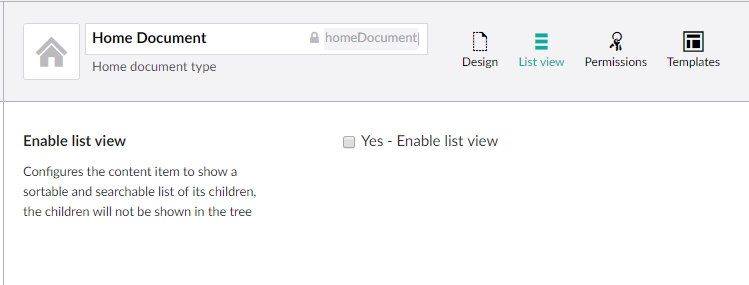 Home Document homeDocument
Home document type
Design List view Permissions Templates
Enable list view
Yes - Enable list view
Configures the content item to show a
sortable and searchable list of its children,
the children will not be shown in the tree